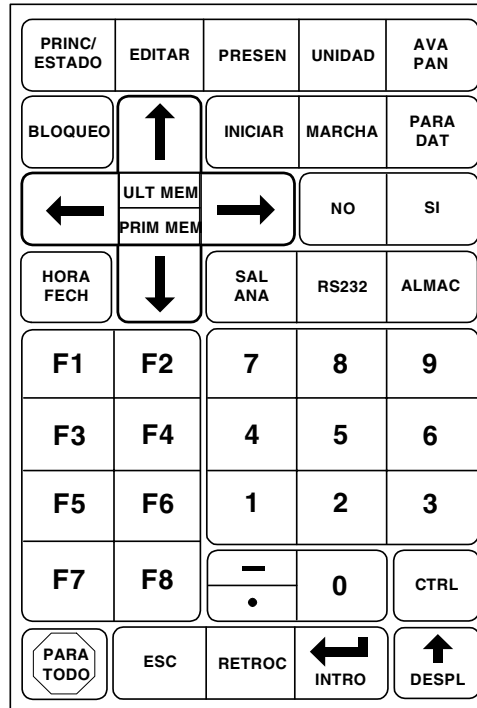 PRINC/
ESTADO
EDITAR
PRESEN
UNIDAD
AVA
PAN
BLOQUEO
INICIAR
MARCHA
PARA
DAT
ULT MEM
PRIM MEM
NO
SI
HORA
FECH
SAL
ANA
RS232
ALMAC
F1
F2
7
8
9
F3
F4
4
5
6
F5
F6
1
2
3
F7
F8
—
•
0
CTRL
PARA
TODO
ESC
RETROC
INTRO
DESPL